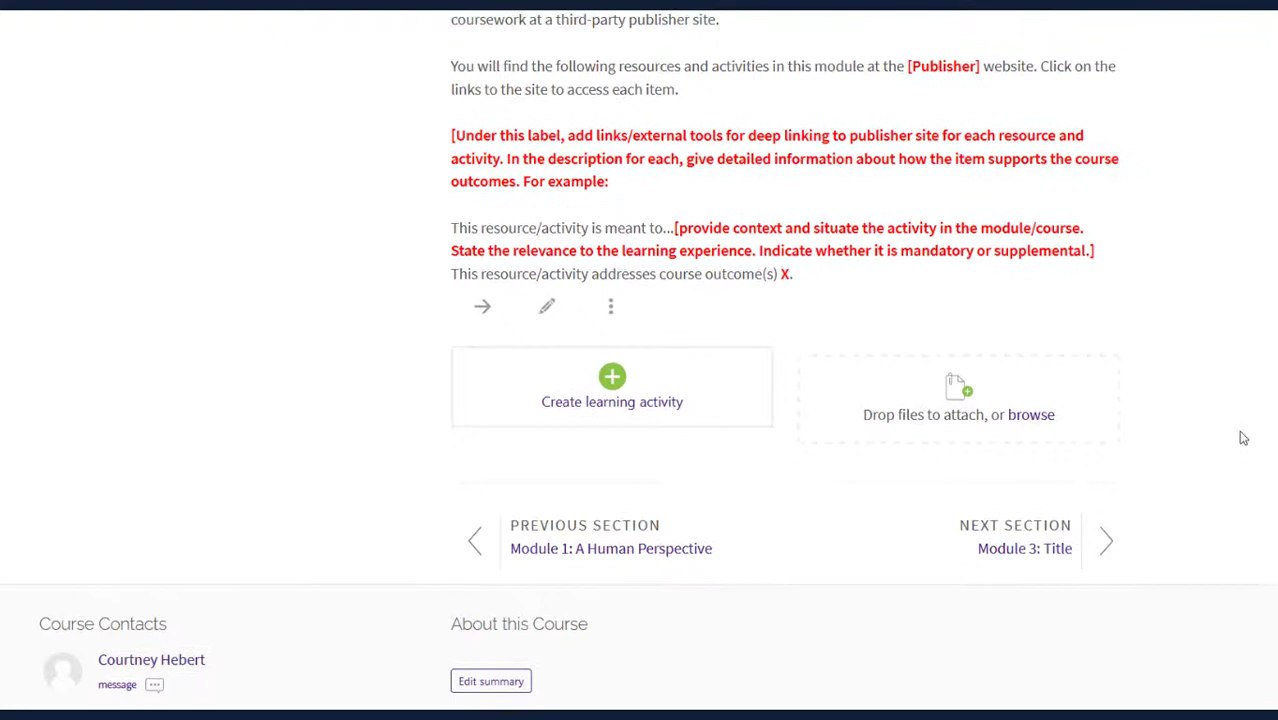 coursework at a third-party publisher site.
You will find the following resources and activities in this module at the [Publisher] website. Click on the
links to the site to access each item.
[Under this label, add links/external tools for deep linking to publisher site for each resource and
activity. In the description for each, give detailed information about how the item supports the course
outcomes. For example:
This resource/activity is meant to...[provide context and situate the activity in the module/course.
State the relevance to the learning experience. Indicate whether it is mandatory or supplemental.]
This resource/activity addresses course outcome(s) X.
Create learning activity
Drop files to attach, or browse
PREVIOUS SECTION
Module 1: A Human Perspective
NEXT SECTION
Module 3: Title
Course Contacts
Courtney Hebert
message
About this Course
Edit summary